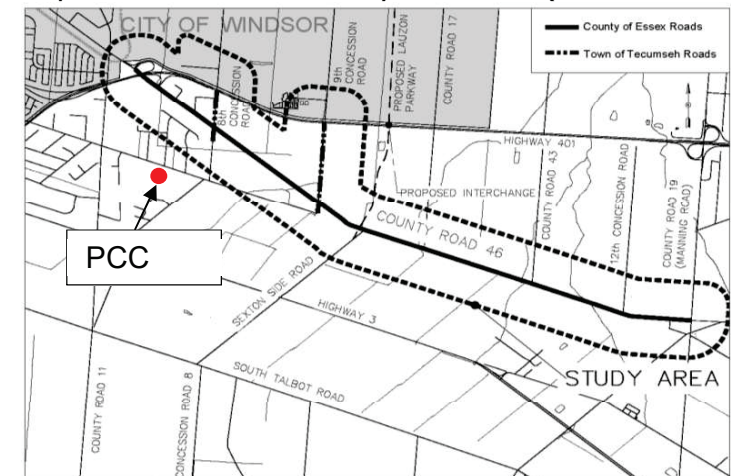 CITY OF WINDSOR
County of Essex Roads
Town of Tecumseh Roads
8th
CONCESSION
ROAD
9th
CONCESSION
ROAD
PROPOSED LAUZON
PARKWAY
COUNTY ROAD 17
HIGHWAY 401
PROPOSED INTERCHANGE
COUNTY ROAD 43
12th CONCESSION ROAD
COUNTY ROAD 19
(MANNING ROAD)
COUNTY ROAD 46
PCC
SEXTON SIDE ROAD
HIGHWAY 3
STUDY AREA
SOUTH TALBOT ROAD
COUNTY ROAD 11
CONCESSION ROAD 8